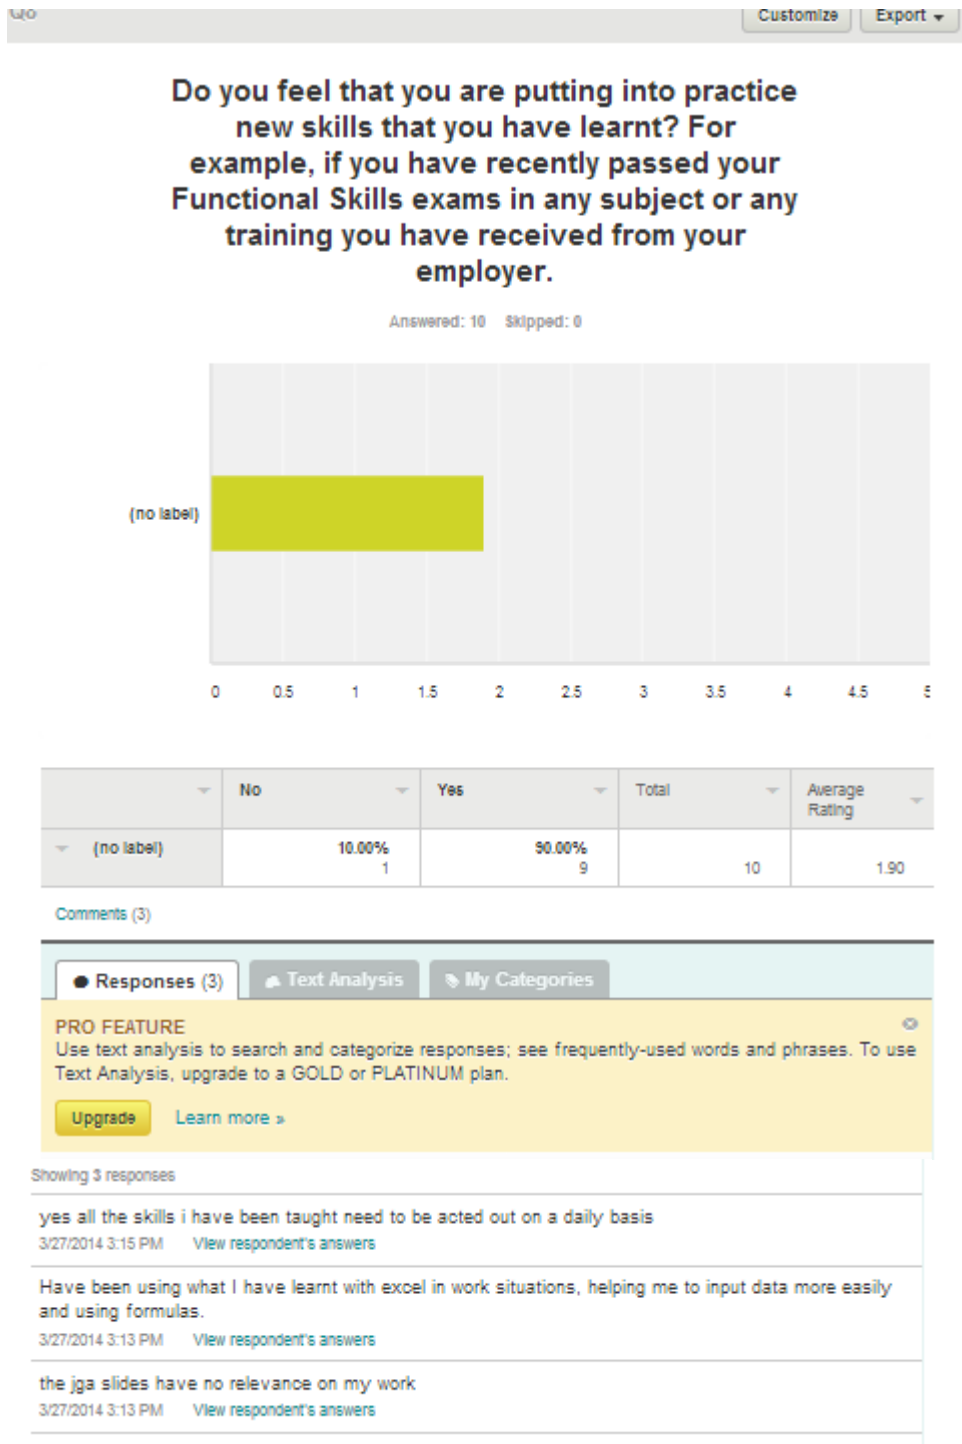 Customize Export
Do you feel that you are putting into practice
new skills that you have learnt? For
example, if you have recently passed your
Functional Skills exams in any subject or any
training you have received from your
employer.
Answered: 10 Skipped: 0
(no label)
0 0.5 1 1.5 2 2.5 3 3.5 4 4.5 5
No Yes Total Average
Rating
(no label) 10.00% 90.00%
1 9 10 1.90
Comments (3)
Responses (3) Text Analysis My Categories
PRO FEATURE
Use text analysis to search and categorize responses; see frequently-used words and phrases. To use
Text Analysis, upgrade to a GOLD or PLATINUM plan.
Upgrade Learn more »
Showing 3 responses
yes all the skills i have been taught need to be acted out on a daily basis
3/27/2014 3:15 PM View respondent's answers
Have been using what I have learnt with excel in work situations, helping me to input data more easily
and using formulas.
3/27/2014 3:13 PM View respondent's answers
the jga slides have no relevance on my work
3/27/2014 3:13 PM View respondent's answers